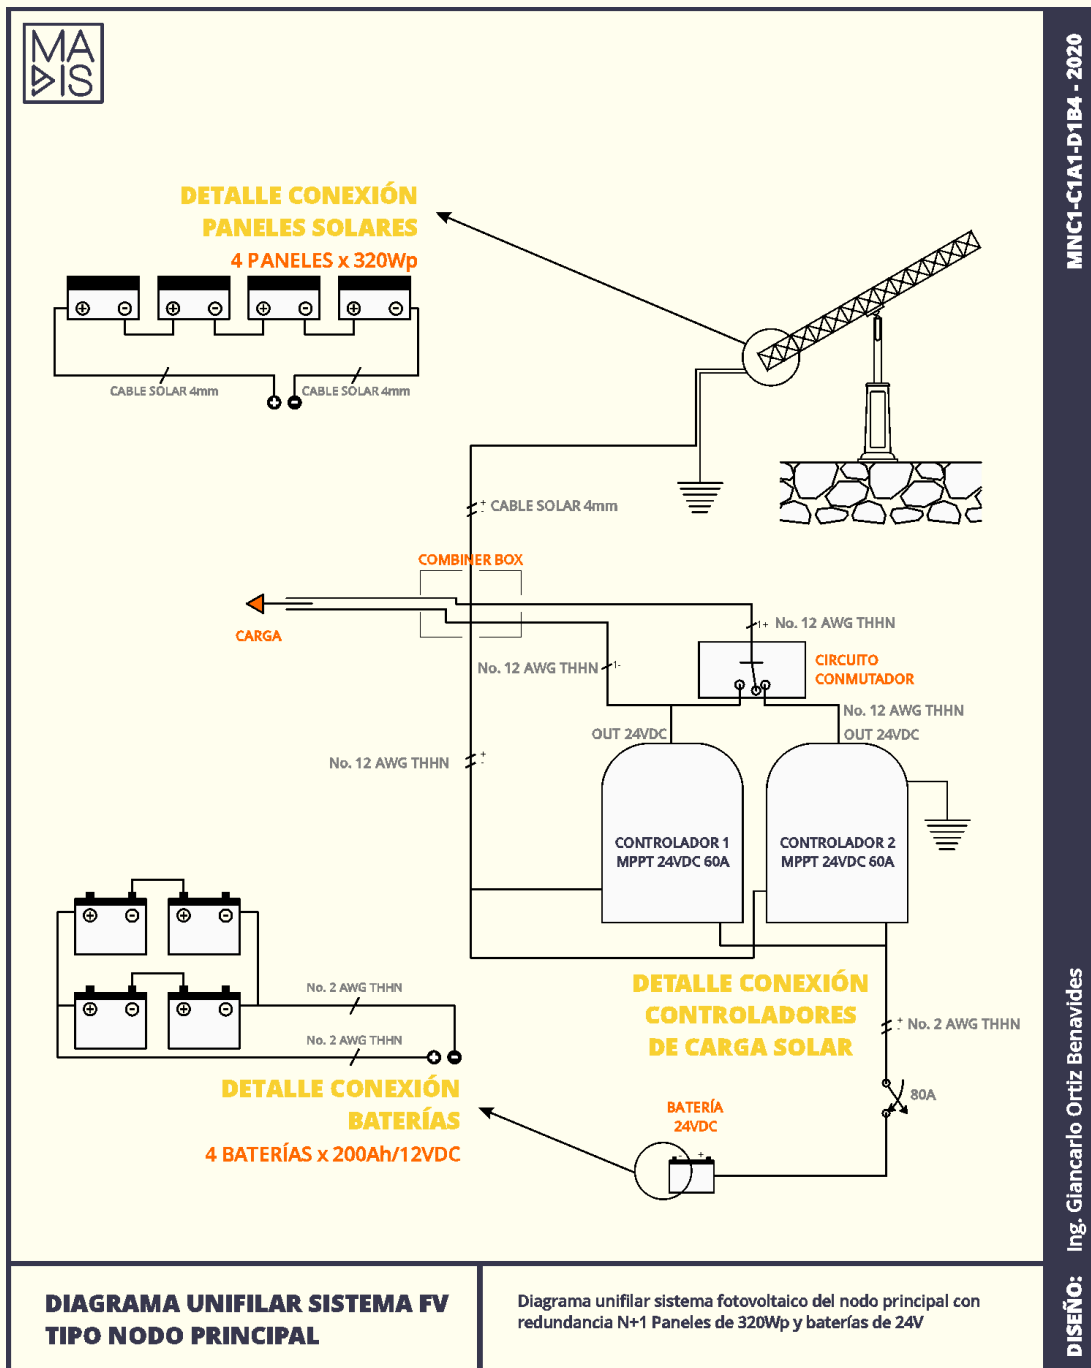 MA
DIS
MNC1-C1A1-D1B4 - 2020
DETALLE CONEXIÓN
PANELES SOLARES
4 PANELES x 320Wp
+ - + - + - + -
CABLE SOLAR 4mm
CABLE SOLAR 4mm
+ -
+
- CABLE SOLAR 4mm
COMBINER BOX
CARGA
1+ No. 12 AWG THHN
No. 12 AWG THHN 1-
CIRCUITO
CONMUTADOR
No. 12 AWG THHN
OUT 24VDC
OUT 24VDC
No. 12 AWG THHN
+
-
CONTROLADOR 1
MPPT 24VDC 60A
CONTROLADOR 2
MPPT 24VDC 60A
+ - + -
+ - + -
No. 2 AWG THHN
No. 2 AWG THHN
+ -
DETALLE CONEXIÓN
CONTROLADORES
DE CARGA SOLAR
+
- No. 2 AWG THHN
80A
DETALLE CONEXIÓN
BATERÍAS
4 BATERÍAS x 200Ah/12VDC
BATERÍA
24VDC
- +
DISEÑO: Ing. Giancarlo Ortiz Benavides
DIAGRAMA UNIFILAR SISTEMA FV
TIPO NODO PRINCIPAL
Diagrama unifilar sistema fotovoltaico del nodo principal con
redundancia N+1 Paneles de 320Wp y baterías de 24V